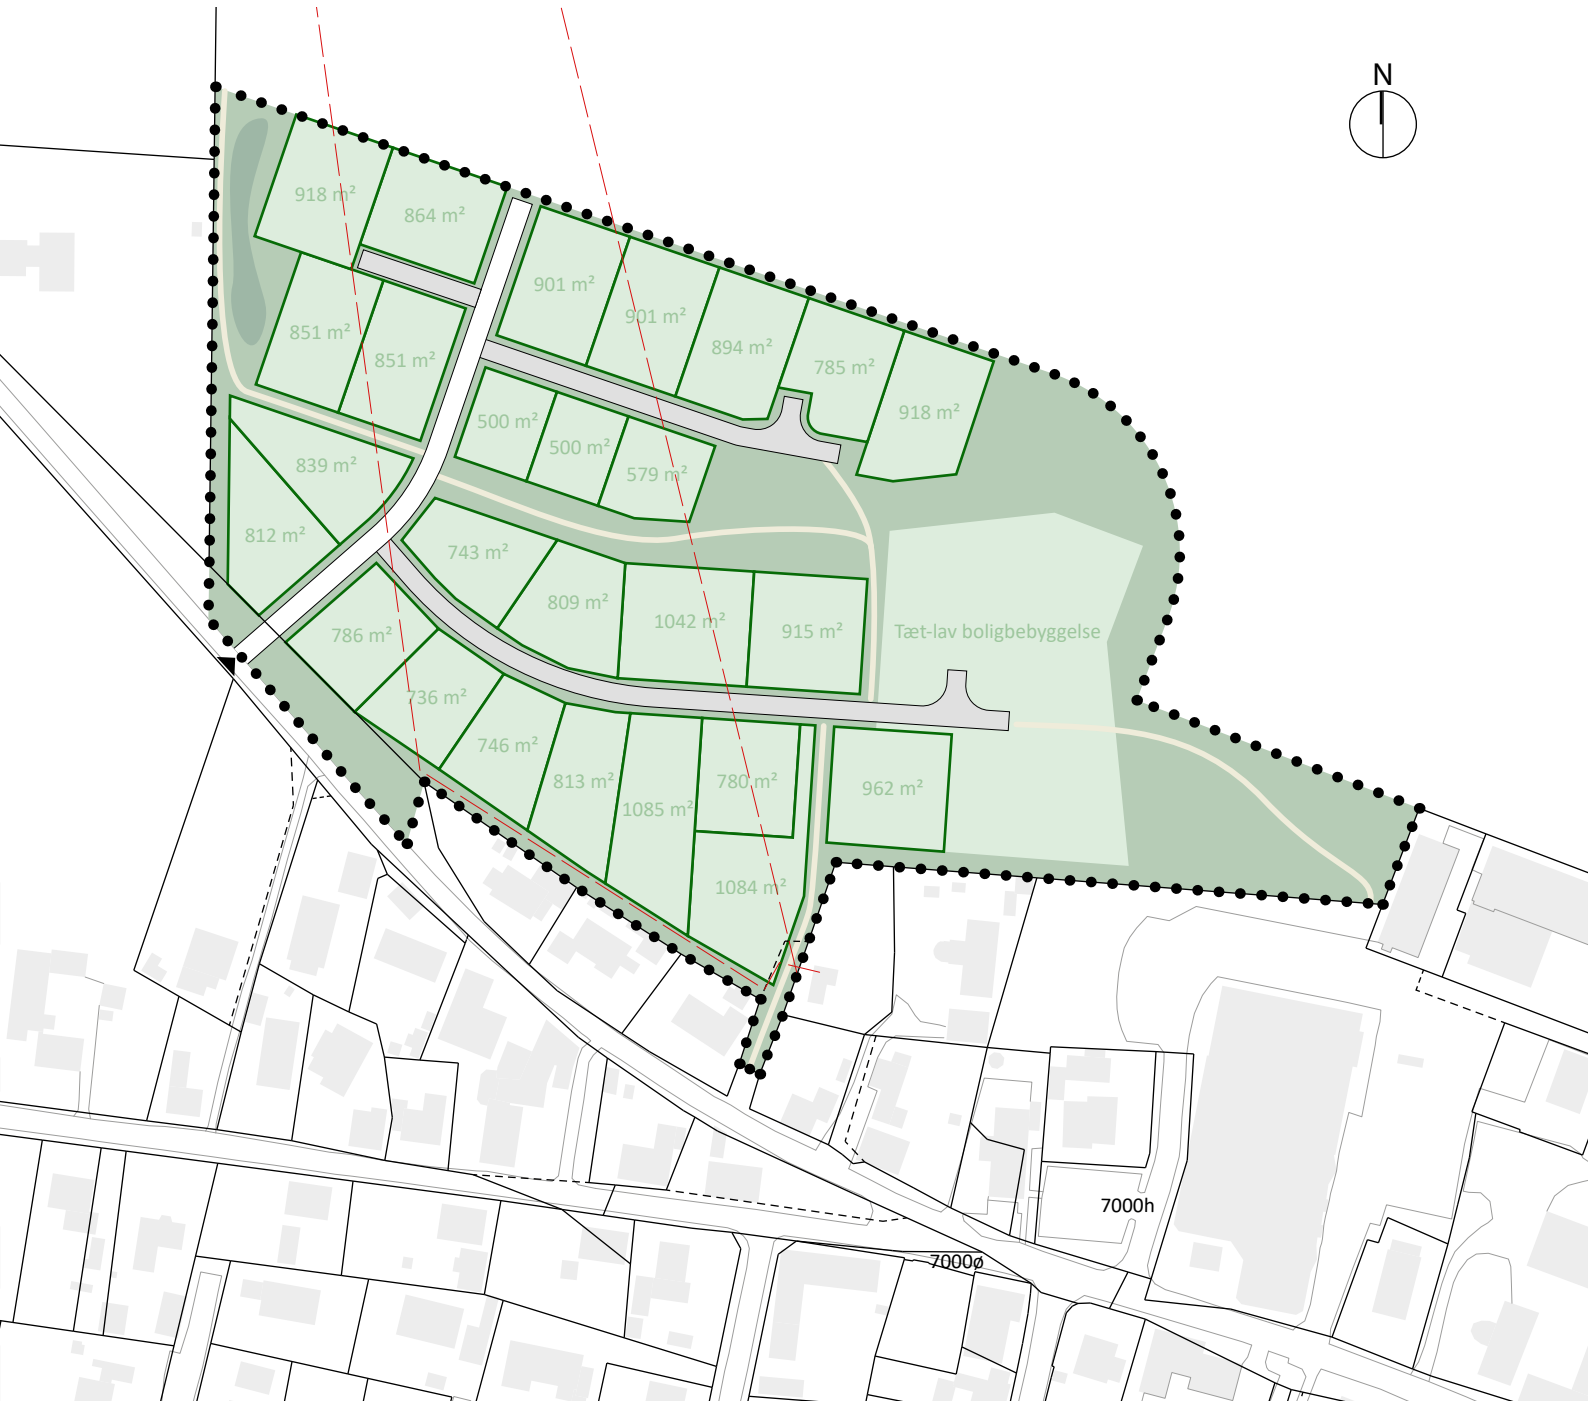 N
918 m²
864 m²
901 m²
901 m²
894 m²
785 m²
918 m²
851 m²
851 m²
500 m²
500 m²
579 m²
839 m²
812 m²
743 m²
809 m²
1042 m²
915 m²
Tæt-lav boligbebyggelse
786 m²
736 m²
746 m²
813 m²
1085 m²
780 m²
962 m²
1084 m²
7000h
7000ø